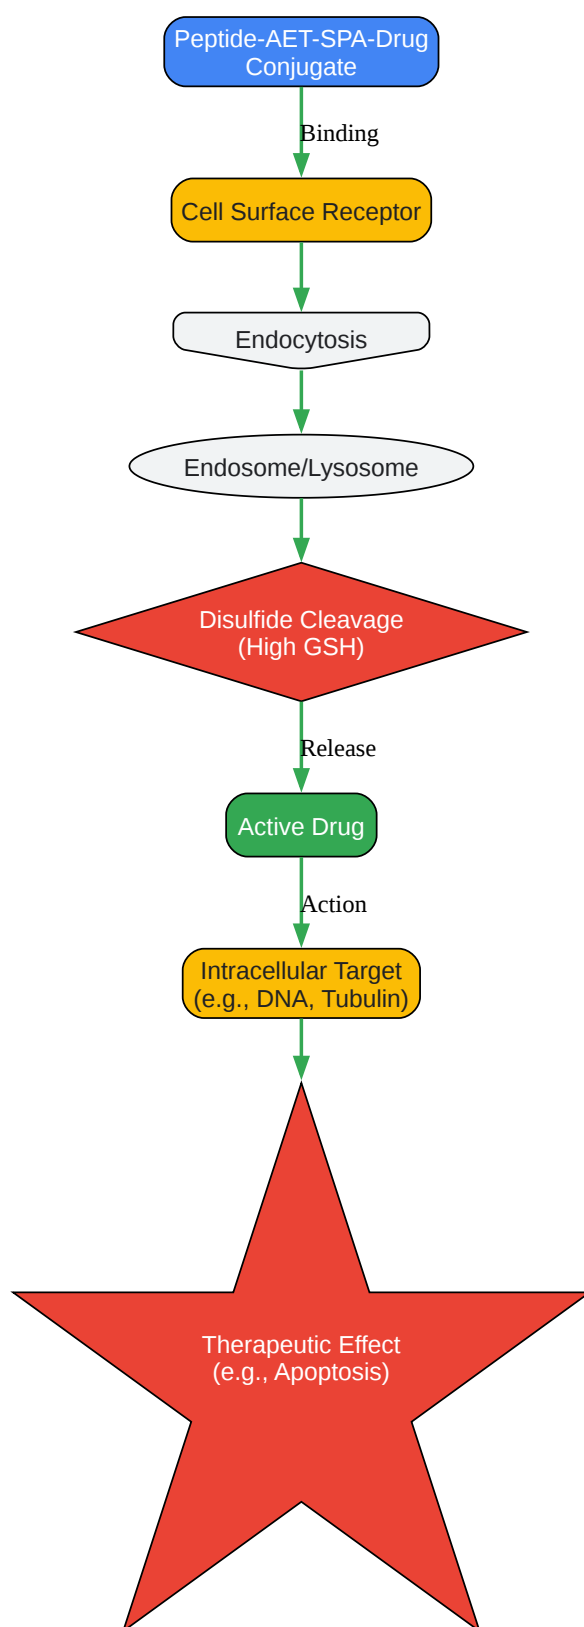 Peptide-AET-SPA-Drug
Conjugate
Binding
Cell Surface Receptor
Endocytosis
Endosome/Lysosome
Disulfide Cleavage
(High GSH)
Release
Active Drug
Action
Intracellular Target
(e.g., DNA, Tubulin)
Therapeutic Effect
(e.g., Apoptosis)